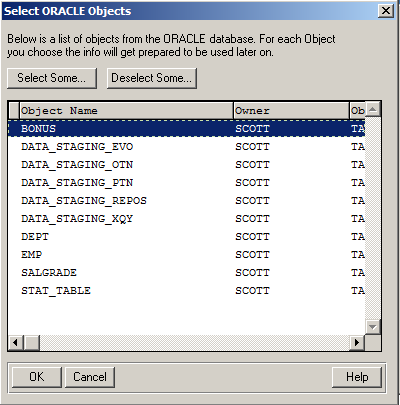 Select ORACLE Objects
Below is a list of objects from the ORACLE database. For each Object
you choose the info will get prepared to be used later on.
Select Some... Deselect Some...
Object Name Owner Ob
BONUS SCOTT TA
DATA_STAGING_EVO SCOTT TA
DATA_STAGING_OTN SCOTT TA
DATA_STAGING_PTN SCOTT TA
DATA_STAGING_REPOS SCOTT TA
DATA_STAGING_XQY SCOTT TA
DEPT SCOTT TA
EMP SCOTT TA
SALGRADE SCOTT TA
STAT_TABLE SCOTT TA
OK Cancel Help